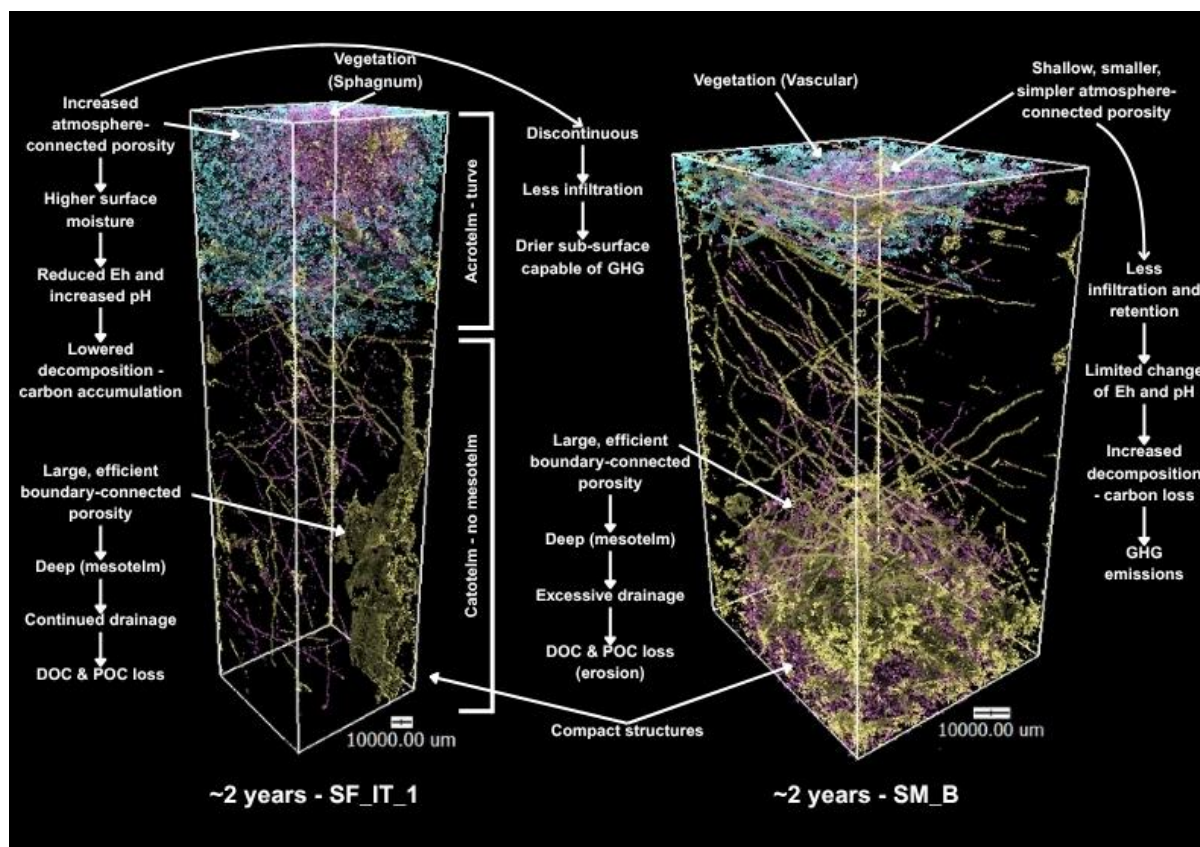 Vegetation
(Sphagnum)
Increased
atmosphere-
connected porosity
Higher surface
moisture
Reduced Eh and
increased pH
Lowered
decomposition -
carbon accumulation
Large, efficient
boundary-connected
porosity
Deep (mesotelm)
Continued drainage
DOC & POC loss
Acrotelm - turve
Catotelm - no mesotelm
10000.00 um
~2 years - SF_IT_1
Discontinuous
Less infiltration
Drier sub-surface
capable of GHG
Vegetation (Vascular)
Shallow, smaller,
simpler atmosphere-
connected porosity
Less
infiltration and
retention
Limited change
of Eh and pH
Increased
decomposition
- carbon loss
GHG
emissions
Large, efficient
boundary-connected
porosity
Deep (mesotelm)
Excessive drainage
DOC & POC loss
(erosion)
Compact structures
10000.00 um
~2 years - SM_B